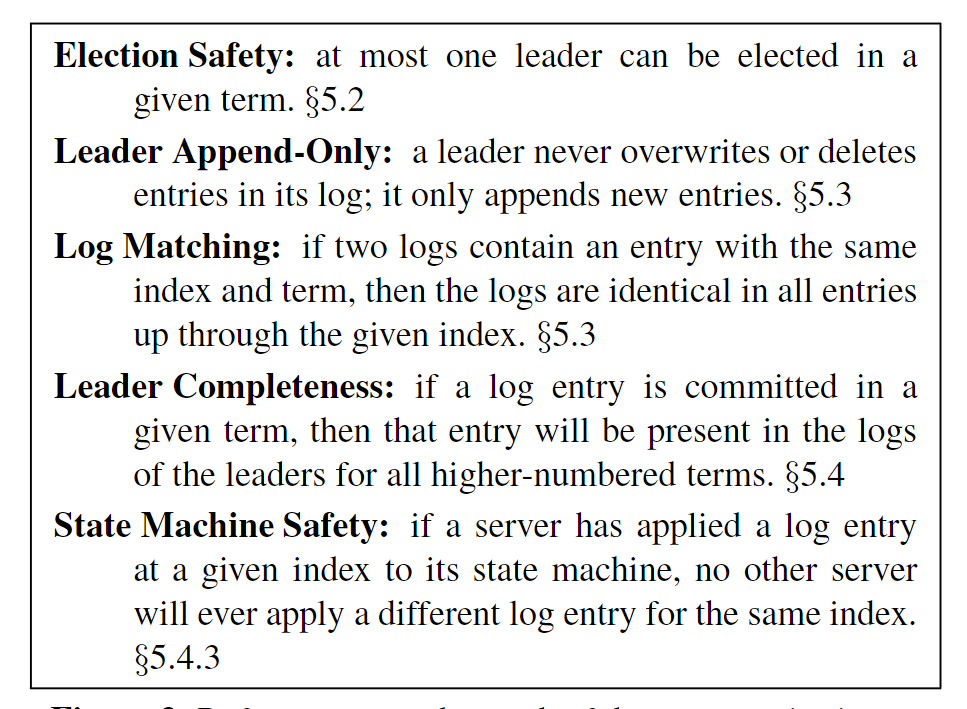 Election Safety: at most one leader can be elected in a
given term. §5.2
Leader Append-Only: a leader never overwrites or deletes
entries in its log; it only appends new entries. §5.3
Log Matching: if two logs contain an entry with the same
index and term, then the logs are identical in all entries
up through the given index. §5.3
Leader Completeness: if a log entry is committed in a
given term, then that entry will be present in the logs
of the leaders for all higher-numbered terms. §5.4
State Machine Safety: if a server has applied a log entry
at a given index to its state machine, no other server
will ever apply a different log entry for the same index.
§5.4.3